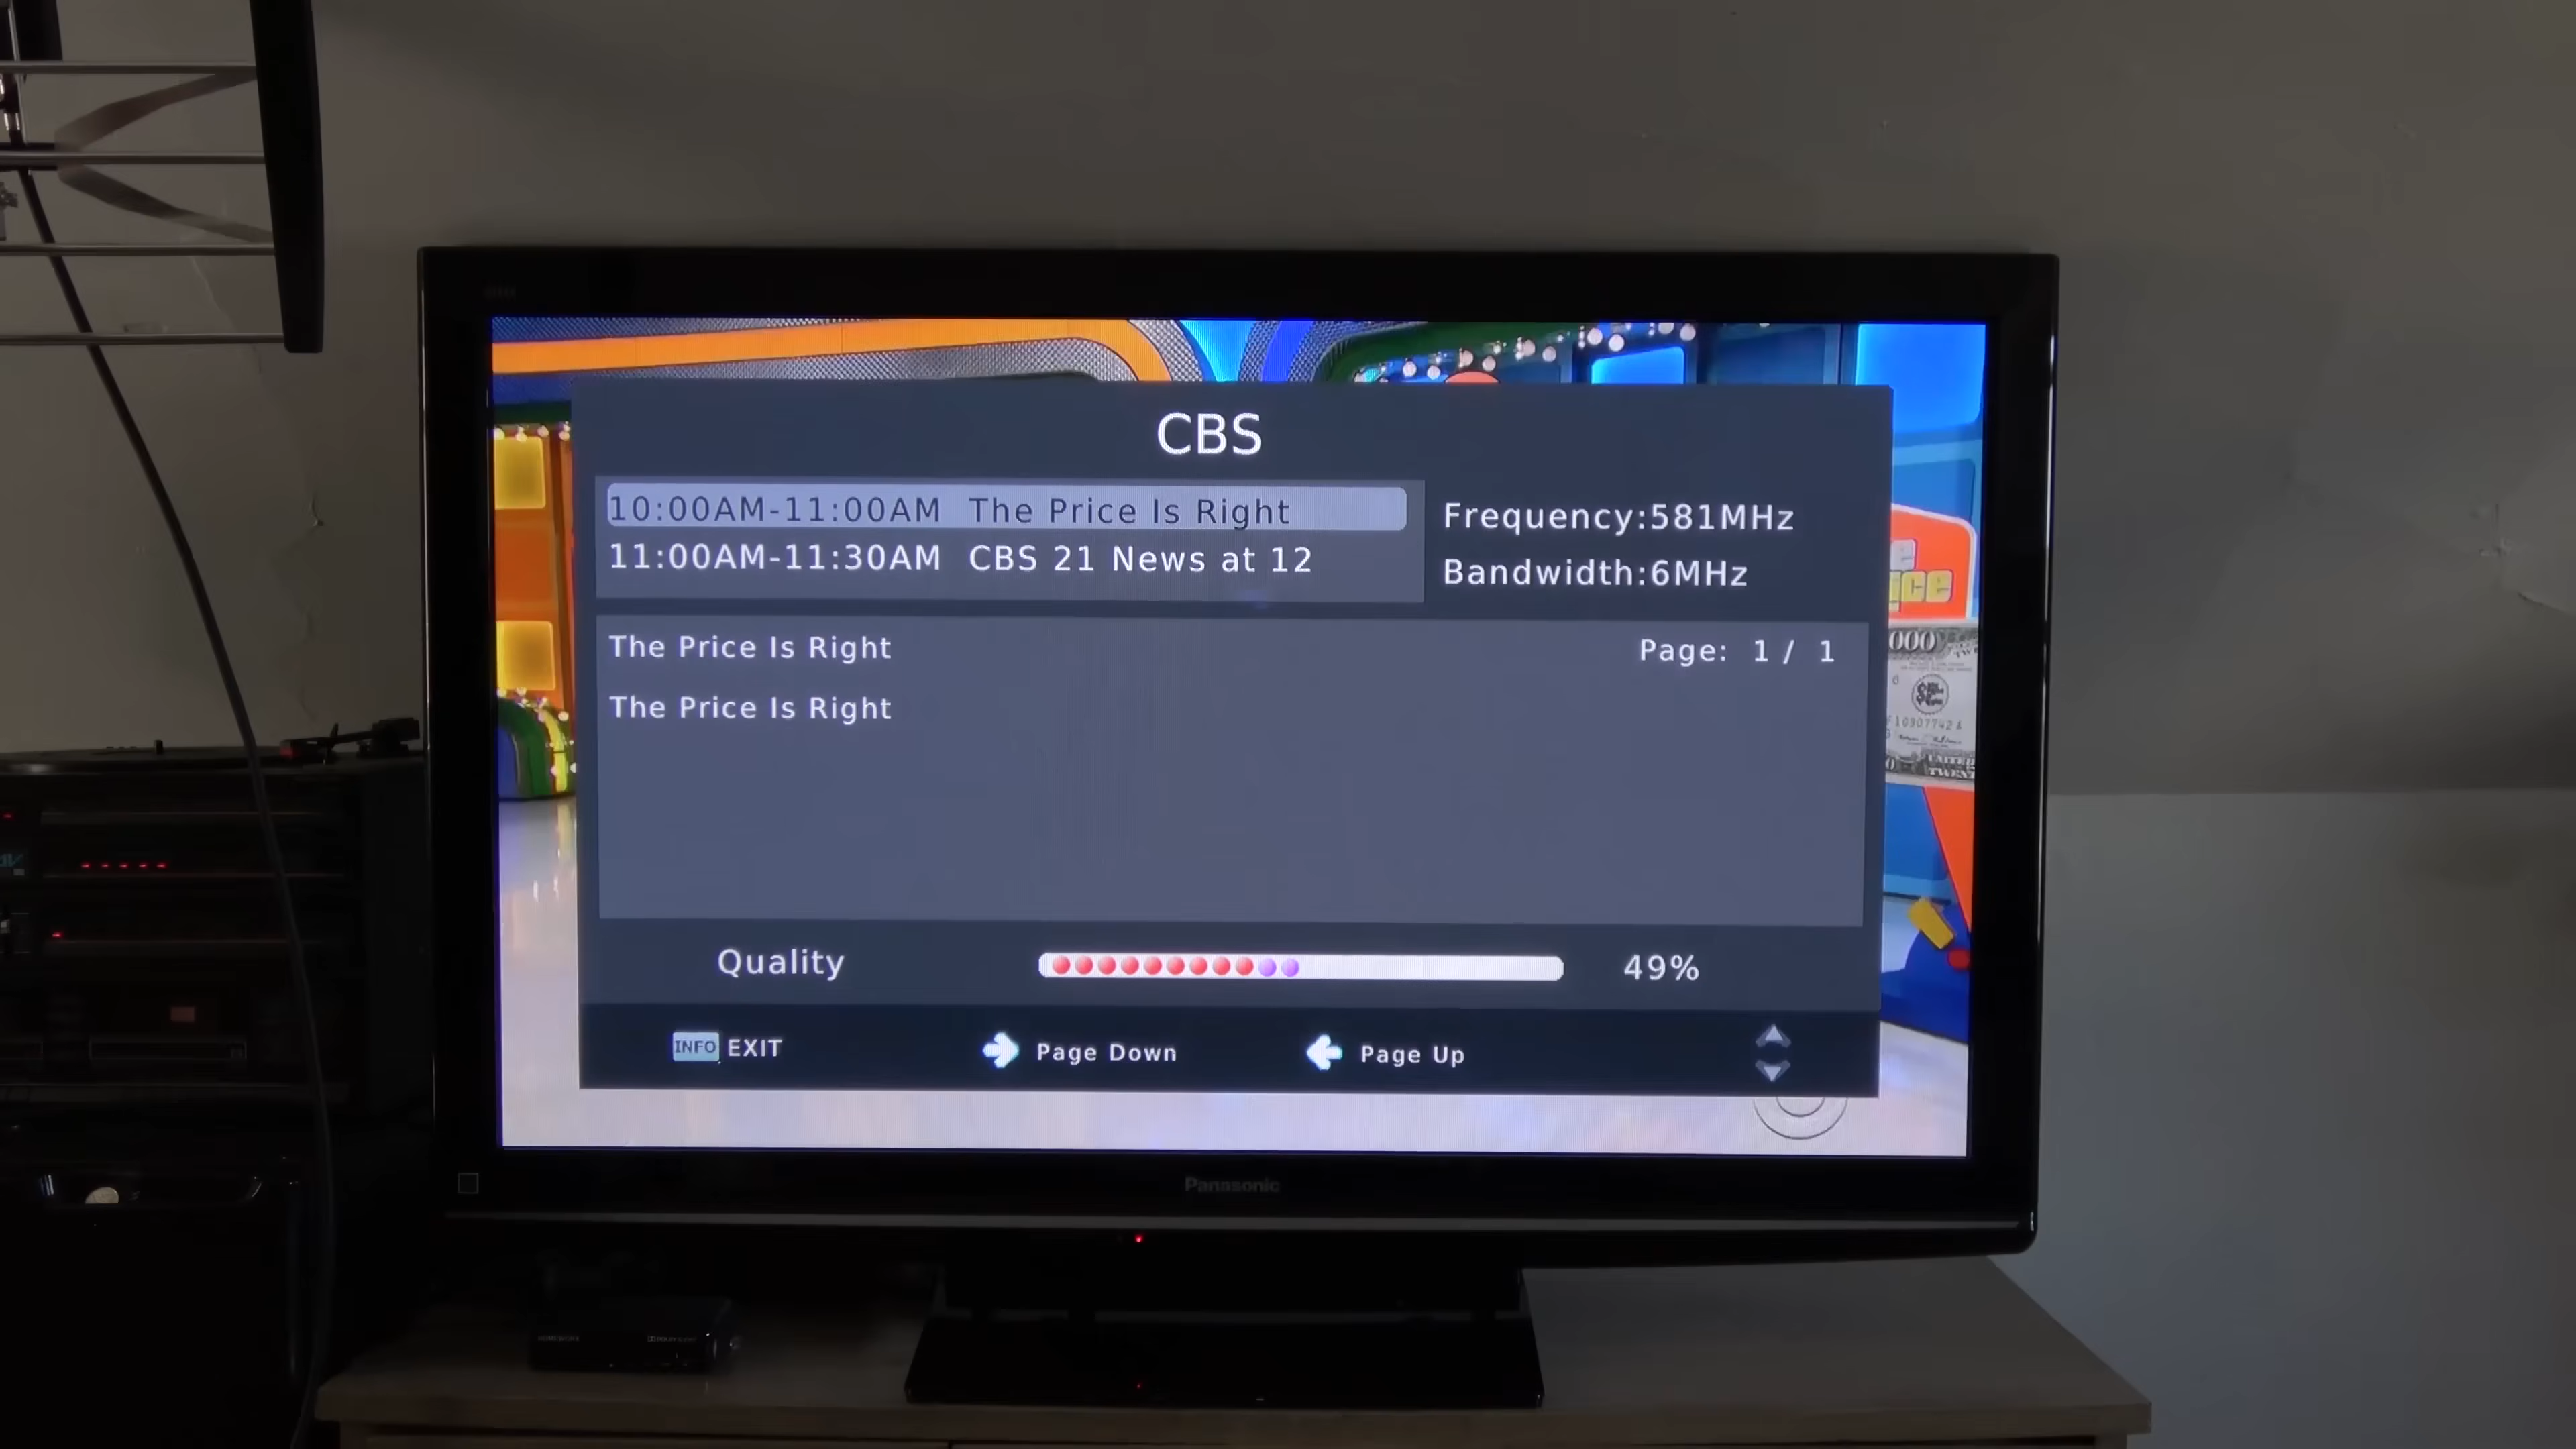 CBS
10:00AM-11:00AM The Price Is Right
11:00AM-11:30AM CBS 21 News at 12
Frequency:581MHz
Bandwidth:6MHz
The Price Is Right
Page: 1 / 1
The Price Is Right
Quality
49%
INFO EXIT
Page Down
Page Up
Panasonic